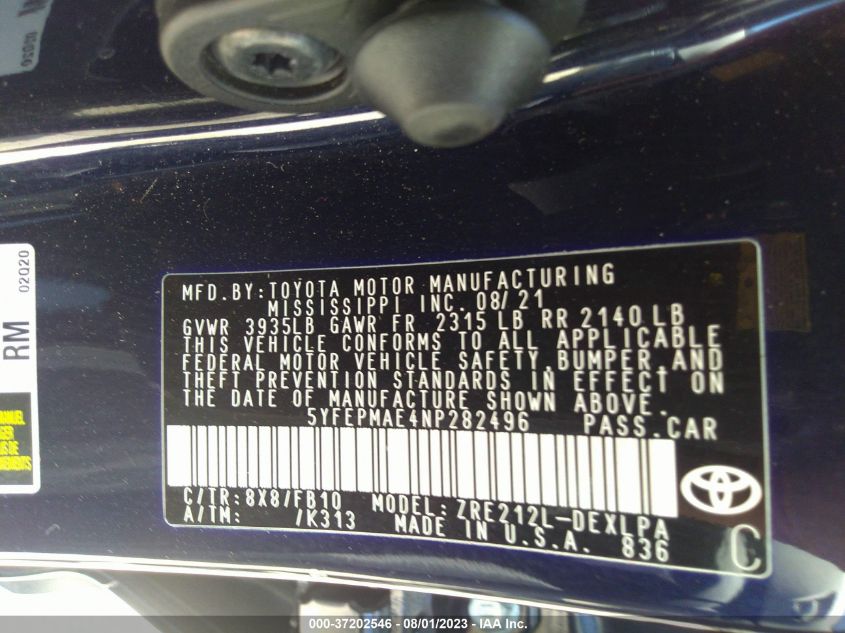 MFD.BY:TOYOTA MOTOR MANUFACTURING
MISSISSIPPI INC. 08/21
GVWR 3935LB GAWR FR 2315 LB RR 2140 LB
THIS VEHICLE CONFORMS TO ALL APPLICABLE
FEDERAL MOTOR VEHICLE SAFETY, BUMPER, AND
THEFT PREVENTION STANDARDS IN EFFECT ON
THE DATE OF MANUFACTURE SHOWN ABOVE.
5YFEPMAE4NP282496 PASS.CAR
C/TR:8X8/FB10 MODEL:ZRE212L-DEXLPA
A/TM: /K313 MADE IN U.S.A. 836
C
RM
02020
000-37202546 - 08/01/2023 - IAA Inc.